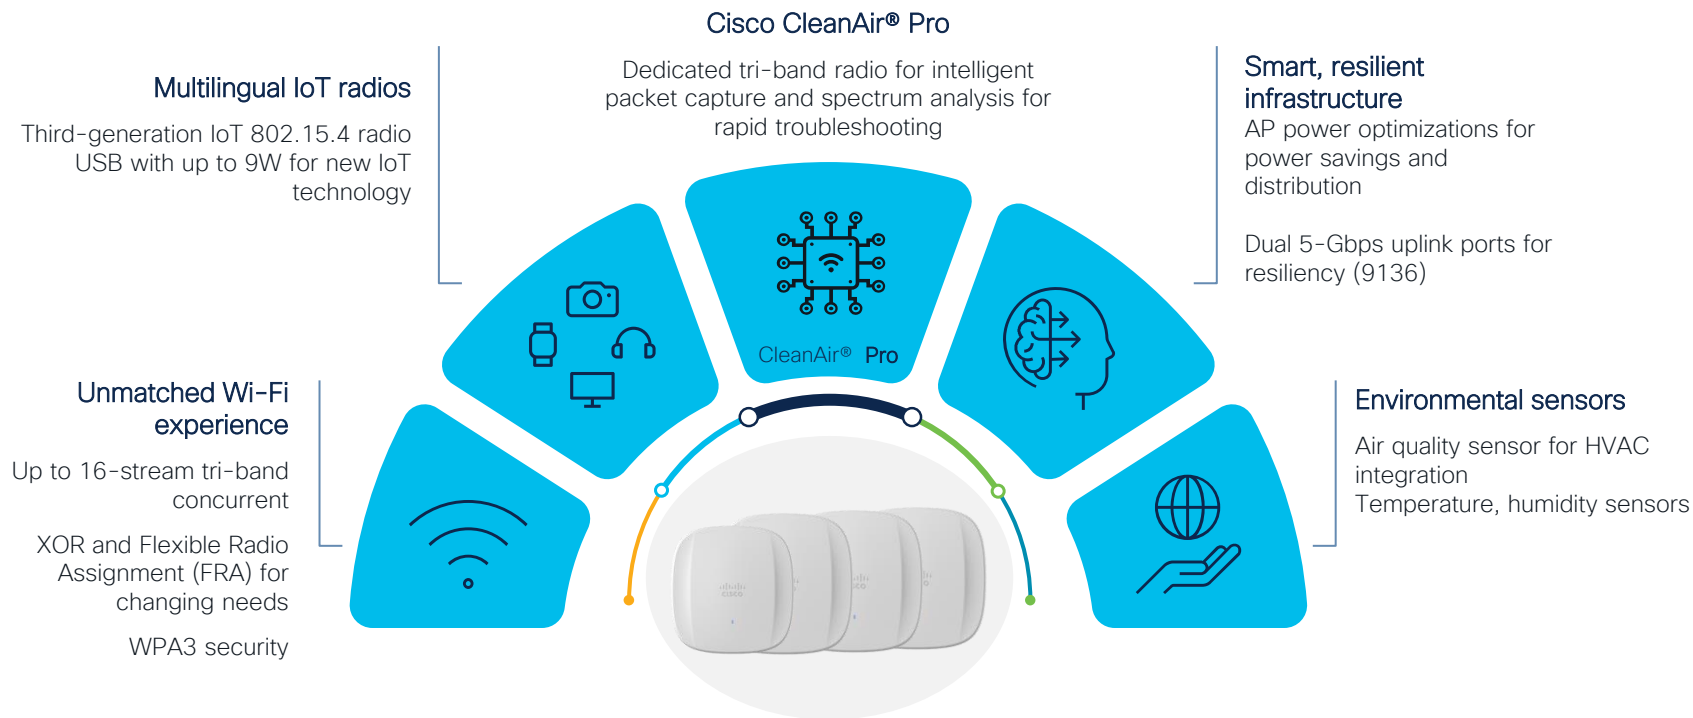 Cisco CleanAir® Pro
Dedicated tri-band radio for intelligent
packet capture and spectrum analysis for
rapid troubleshooting
Multilingual IoT radios
Third-generation IoT 802.15.4 radio
USB with up to 9W for new IoT
technology
Smart, resilient
infrastructure
AP power optimizations for
power savings and
distribution
Dual 5-Gbps uplink ports for
resiliency (9136)
CleanAir® Pro
Unmatched Wi-Fi
experience
Up to 16-stream tri-band
concurrent
XOR and Flexible Radio
Assignment (FRA) for
changing needs
WPA3 security
Environmental sensors
Air quality sensor for HVAC
integration
Temperature, humidity sensors
CISCO